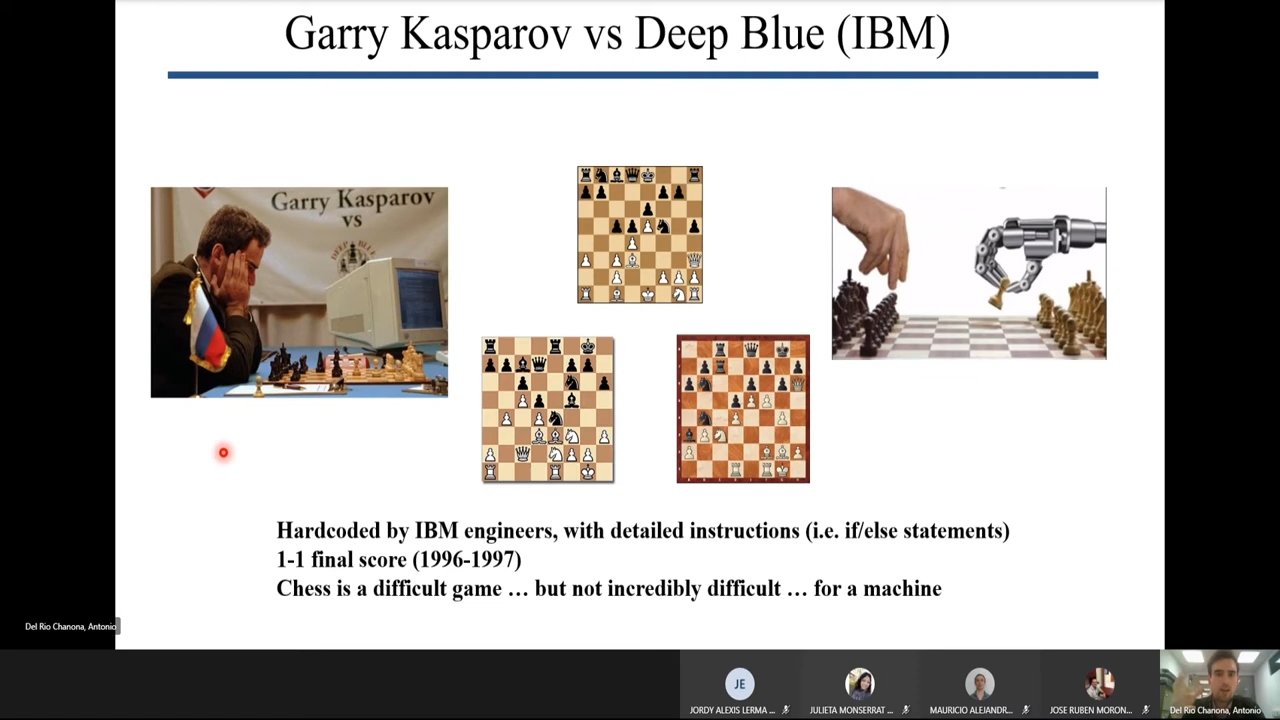 Garry Kasparov vs Deep Blue (IBM)
Garry Kasparov
vs
DEEP BLUE
Hardcoded by IBM engineers, with detailed instructions (i.e. if/else statements)
1-1 final score (1996-1997)
Chess is a difficult game … but not incredibly difficult … for a machine
Del Rio Chanona, Antonio
JE
JORDY ALEXIS LERMA ...
JULIETA MONSERRAT ...
MAURICIO ALEJANDR...
JOSE RUBEN MORON...
Del Rio Chanona, Antonio